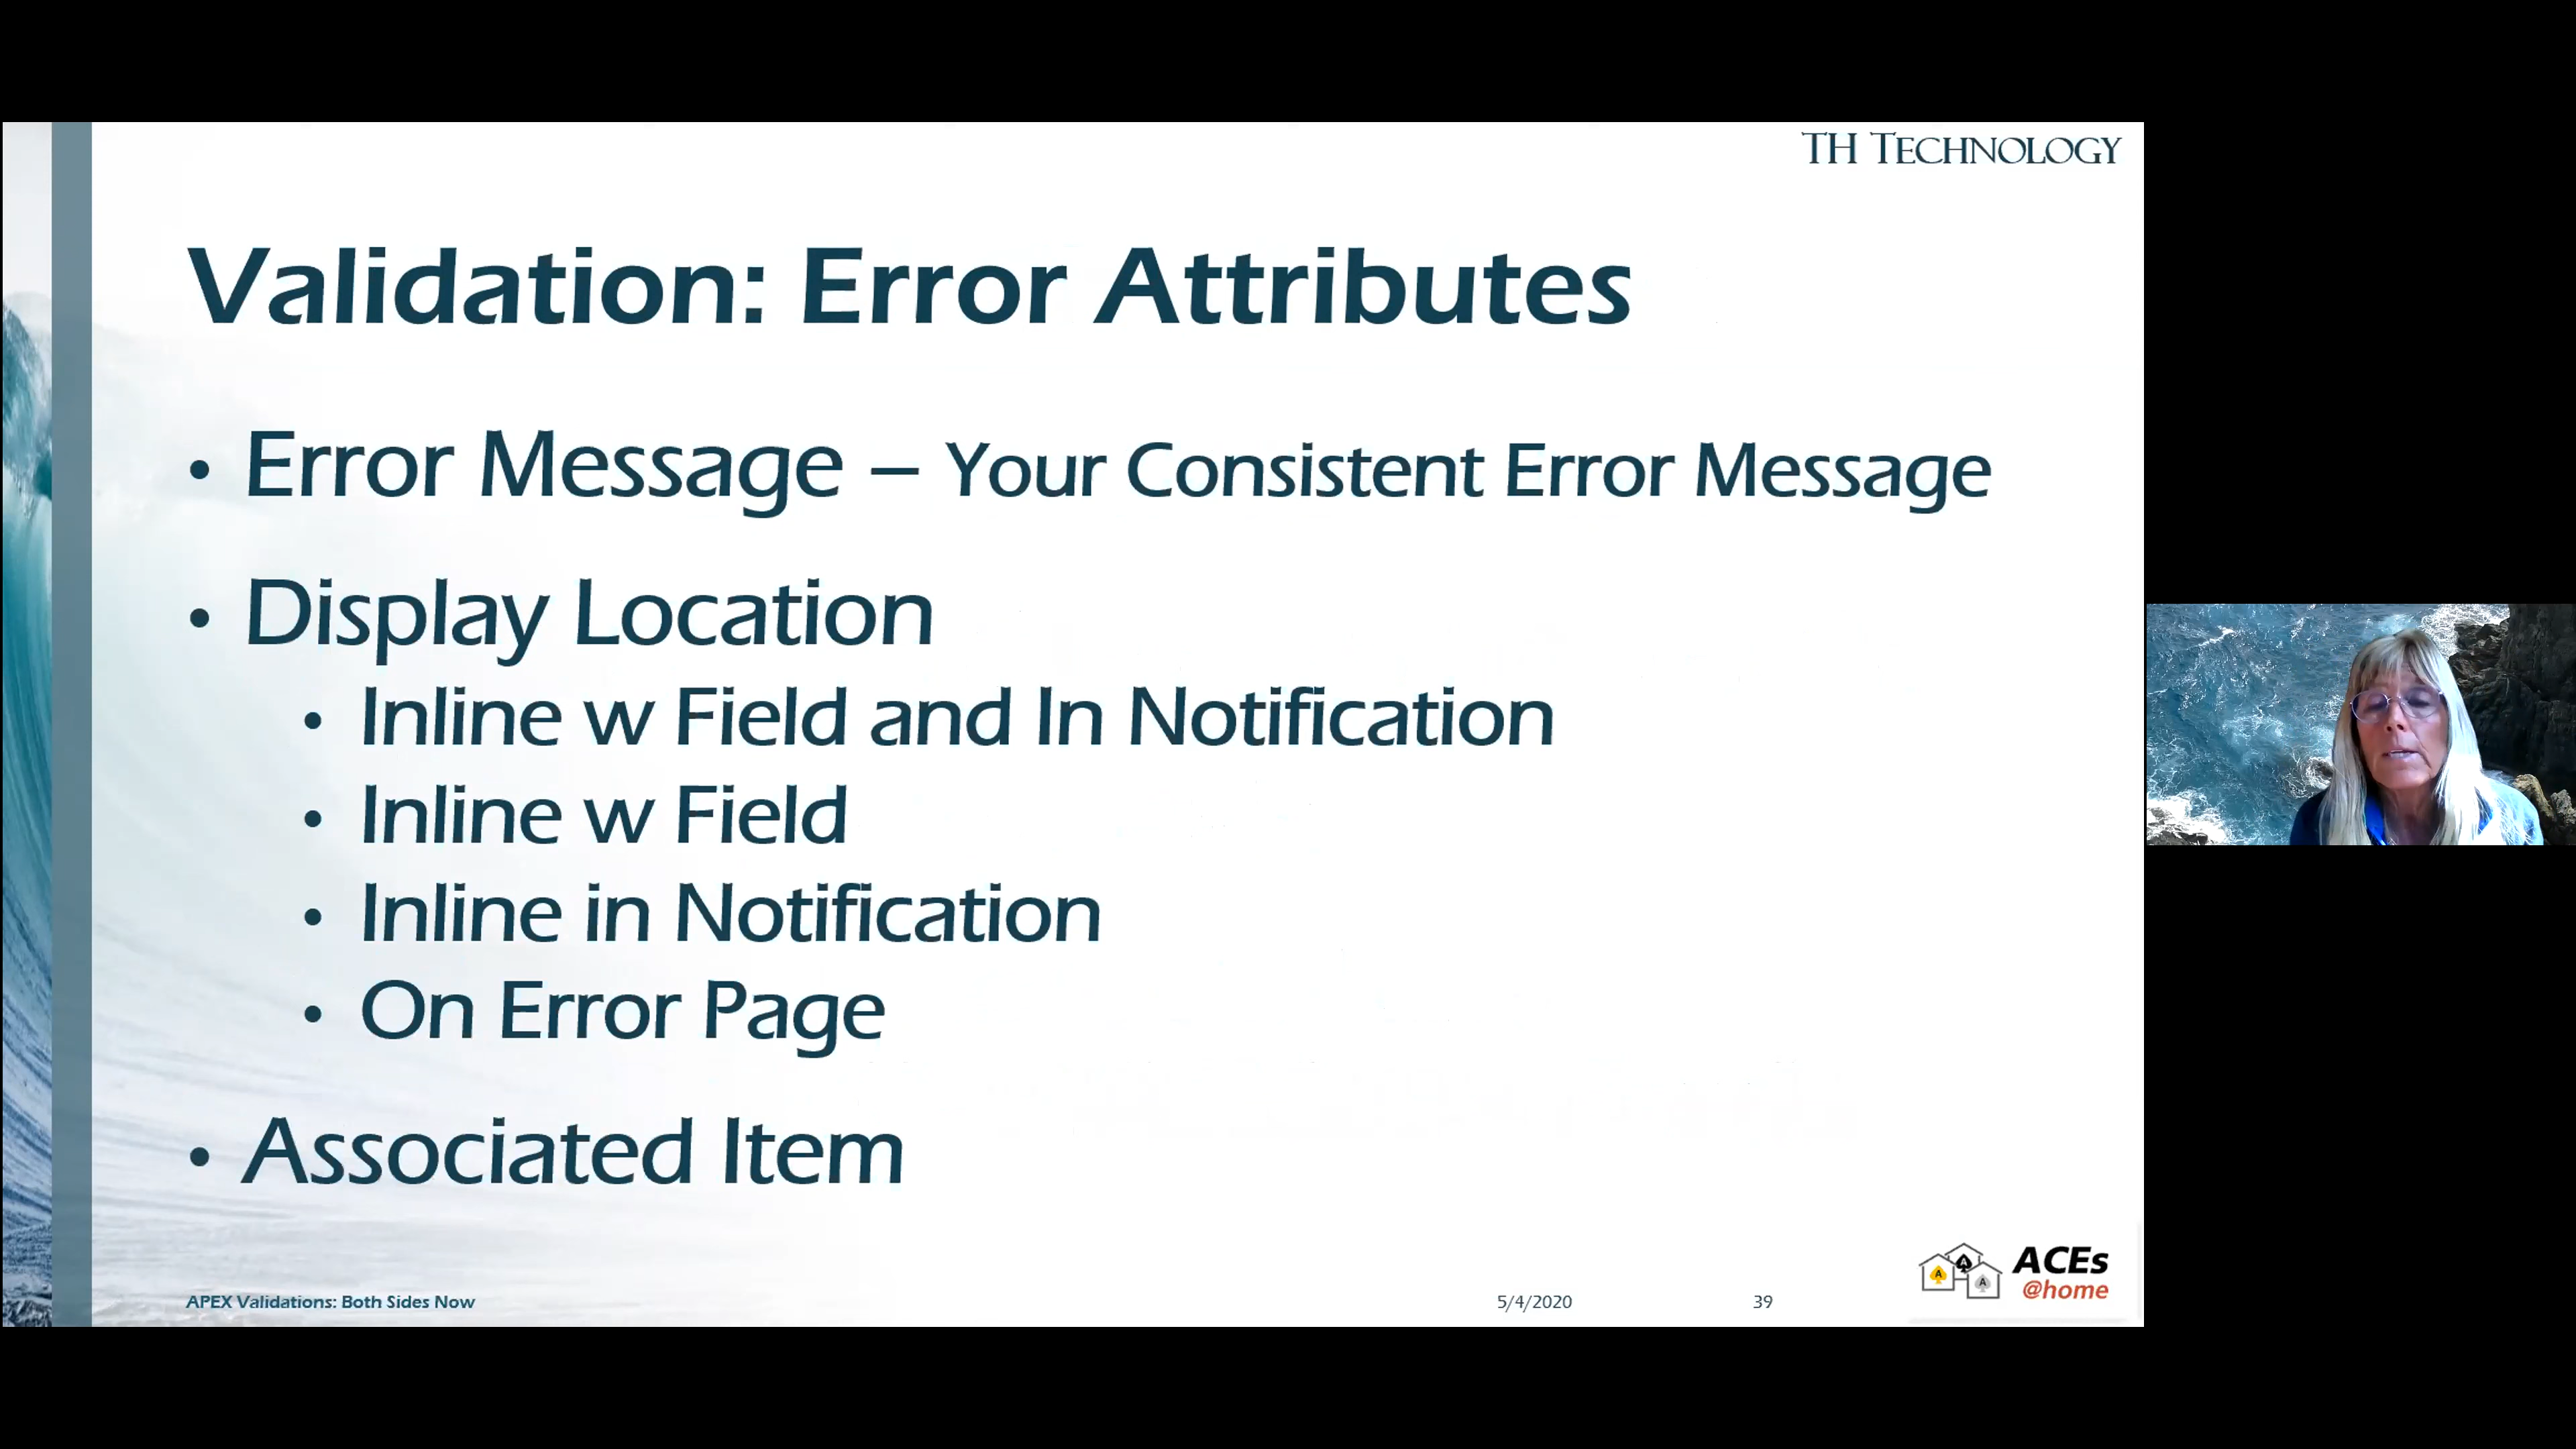 TH TECHNOLOGY
Validation: Error Attributes
• Error Message – Your Consistent Error Message
• Display Location
• Inline w Field and In Notification
• Inline w Field
• Inline in Notification
• On Error Page
• Associated Item
A A A
ACEs
@home
APEX Validations: Both Sides Now
5/4/2020
39